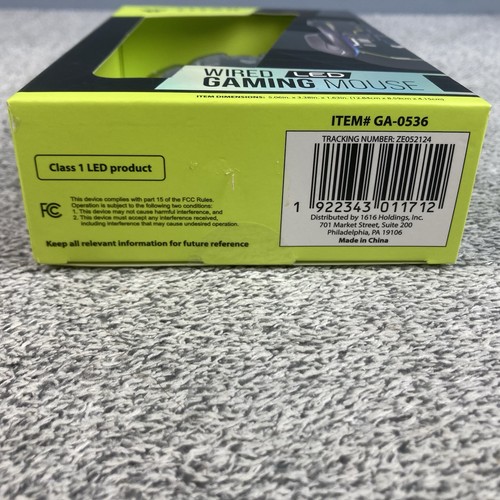 WIRED LED
GAMING MOUSE
ITEM DIMENSIONS:
ITEM# GA-0536
TRACKING NUMBER: ZE052124
1 922343 011712
Distributed by 1616 Holdings, Inc.
701 Market Street, Suite 200
Philadelphia, PA 19106
Made in China
Class 1 LED product
FC
This device complies with part 15 of the FCC Rules.
Operation is subject to the following two conditions:
1. This device may not cause harmful interference, and
2. This device must accept any interference received,
including interference that may cause undesired operation.
Keep all relevant information for future reference